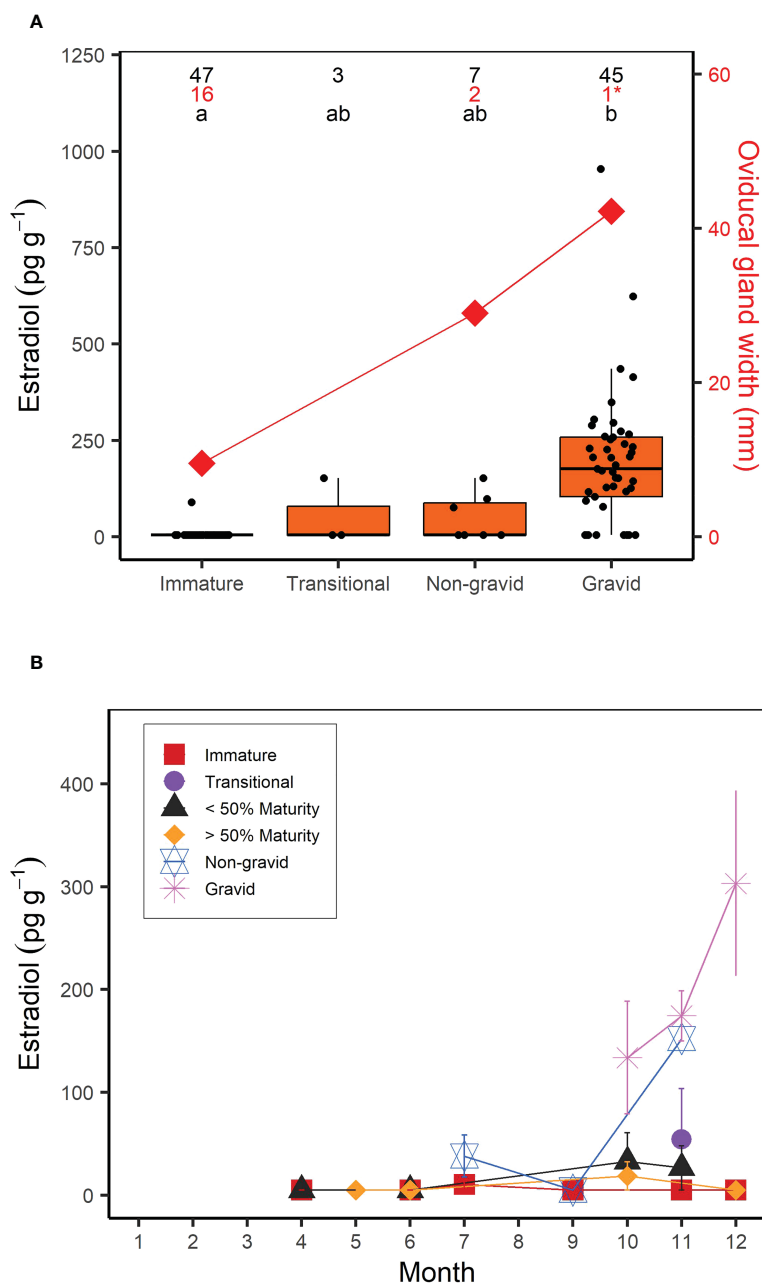 A
1250
1000
750
500
250
0
Estradiol (pg g⁻¹)
47 3 7 45
16 2 1*
a ab ab b
60
40
20
0
Oviducal gland width (mm)
Immature Transitional Non-gravid Gravid
B
400
300
200
100
0
Estradiol (pg g⁻¹)
Immature
Transitional
< 50% Maturity
> 50% Maturity
Non-gravid
Gravid
1 2 3 4 5 6 7 8 9 10 11 12
Month